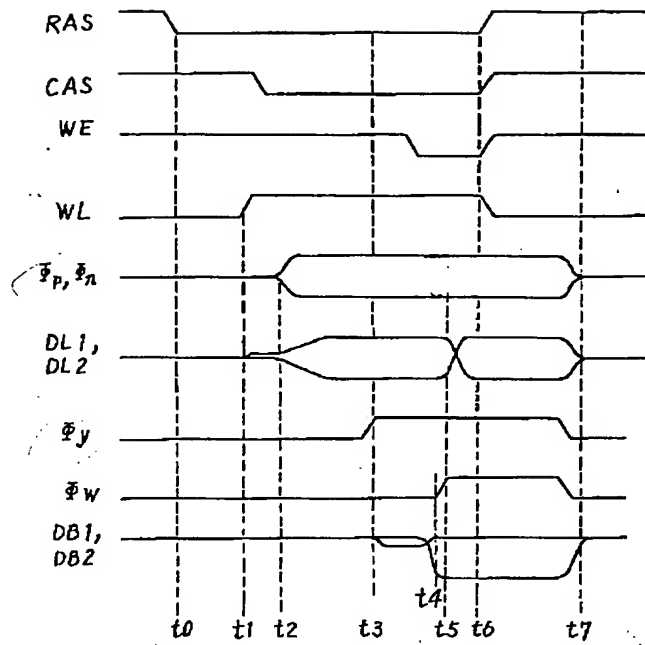 RAS
CAS
WE
WL
Φp, Φn
DL1,
DL2
Φy
Φw
DB1,
DB2
t4
t0 t1 t2 t3 t5 t6 t7